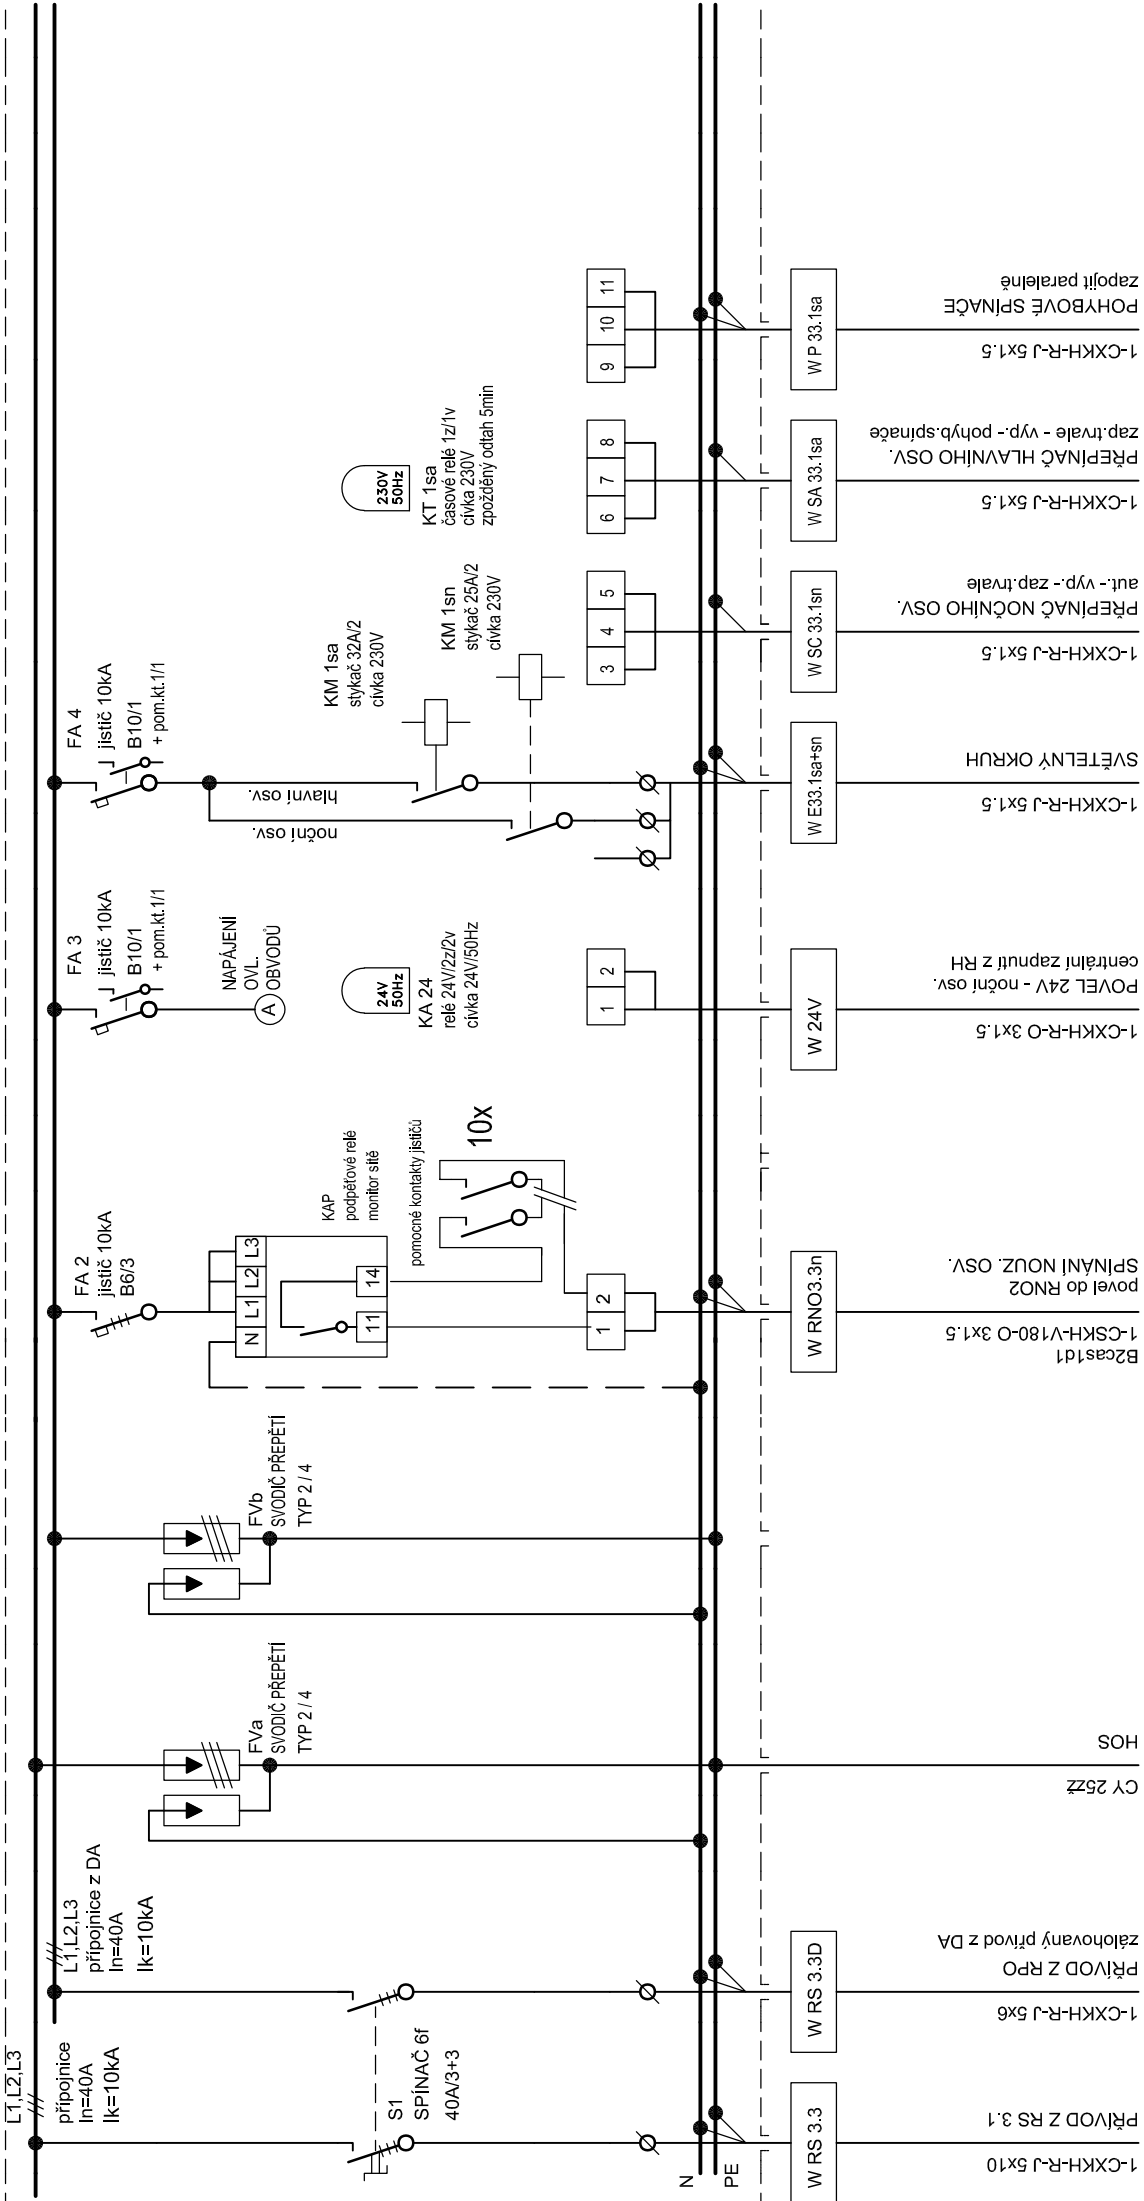 L1,L2,L3
přípojnice
In=40A
Ik=10kA
L1,L2,L3
přípojnice z DA
In=40A
Ik=10kA
S1
SPÍNAČ 6f
40A/3+3
N
PE
W RS 3.3
1-CXKH-R-J 5x10
PŘÍVOD Z RS 3.1
W RS 3.3D
1-CXKH-R-J 5x6
PŘÍVOD Z RPO
zálohovaný přívod z DA
FVa
SVODIČ PŘEPĚTÍ
TYP 2 / 4
CY 25zž
HOS
FVb
SVODIČ PŘEPĚTÍ
TYP 2 / 4
FA 2
jistič 10kA
B6/3
N
L1
L2
L3
11
14
KAP
podpěťové relé
monitor sítě
pomocné kontakty jističů
10x
1
2
W RNO3.3n
B2cas1d1
1-CSKH-V180-O 3x1.5
povel do RNO2
SPÍNÁNÍ NOUZ. OSV.
FA 3
jistič 10kA
B10/1
+ pom.kt.1/1
NAPÁJENÍ
OVL.
OBVODŮ
A
24V
50Hz
KA 24
relé 24V/2z/2v
cívka 24V/50Hz
1
2
W 24V
1-CXKH-R-O 3x1.5
POVEL 24V - noční osv.
centrální zapnutí z RH
FA 4
jistič 10kA
B10/1
+ pom.kt.1/1
noční osv.
hlavní osv.
KM 1sa
stykač 32A/2
cívka 230V
KM 1sn
stykač 25A/2
cívka 230V
W E33.1sa+sn
1-CXKH-R-J 5x1.5
SVĚTELNÝ OKRUH
3
4
5
W SC 33.1sn
1-CXKH-R-J 5x1.5
PŘEPÍNAČ NOČNÍHO OSV.
aut.- vyp.- zap.trvale
230V
50Hz
KT 1sa
časové relé 1z/1v
cívka 230V
zpožděný odtah 5min
6
7
8
W SA 33.1sa
1-CXKH-R-J 5x1.5
PŘEPÍNAČ HLAVNÍHO OSV.
zap.trvale - vyp.- pohyb.spínače
9
10
11
W P 33.1sa
1-CXKH-R-J 5x1.5
POHYBOVÉ SPÍNAČE
zapojit paralelně